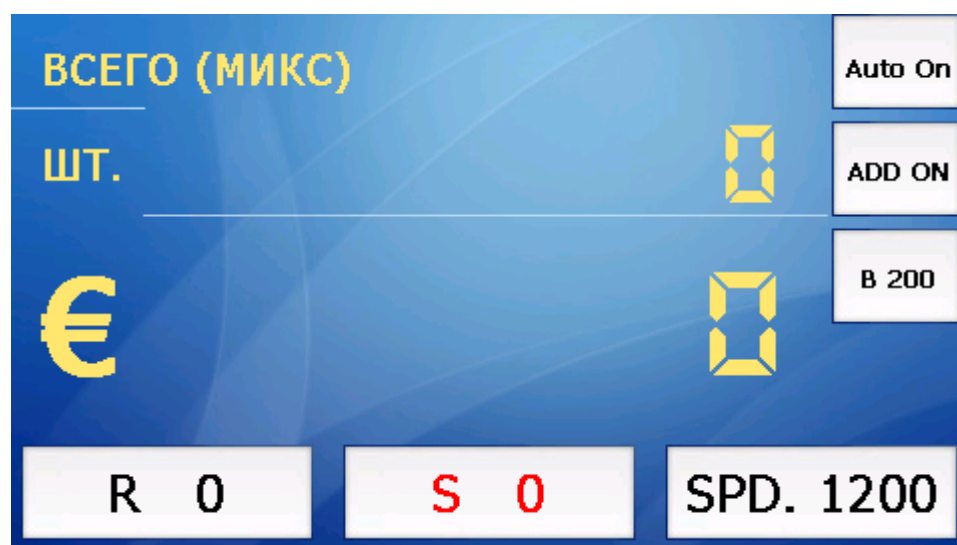 ВСЕГО (МИКС)
Auto On
ШТ. 0
ADD ON
B 200
€ 0
R 0
S 0
SPD. 1200